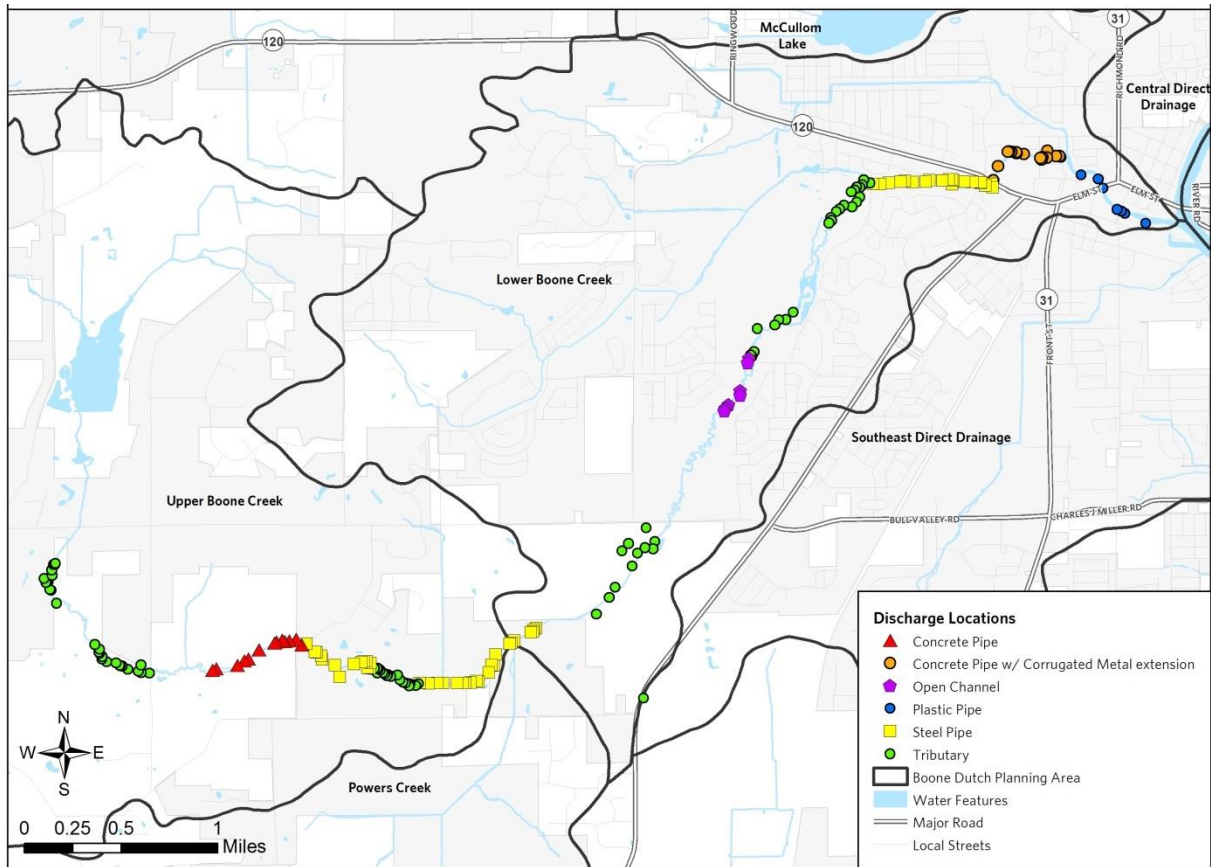 120
RINGWOOD
McCullom
Lake
31
RICHMOND RD
Central Direct
Drainage
120
ELM ST
ELM ST
RIVER RD
Lower Boone Creek
31
FRONT ST
Southeast Direct Drainage
Upper Boone Creek
BULL VALLEY RD
CHARLES J MILLER RD
Powers Creek
N
W
E
S
0 0.25 0.5 1
Miles
Discharge Locations
Concrete Pipe
Concrete Pipe w/ Corrugated Metal extension
Open Channel
Plastic Pipe
Steel Pipe
Tributary
Boone Dutch Planning Area
Water Features
Major Road
Local Streets